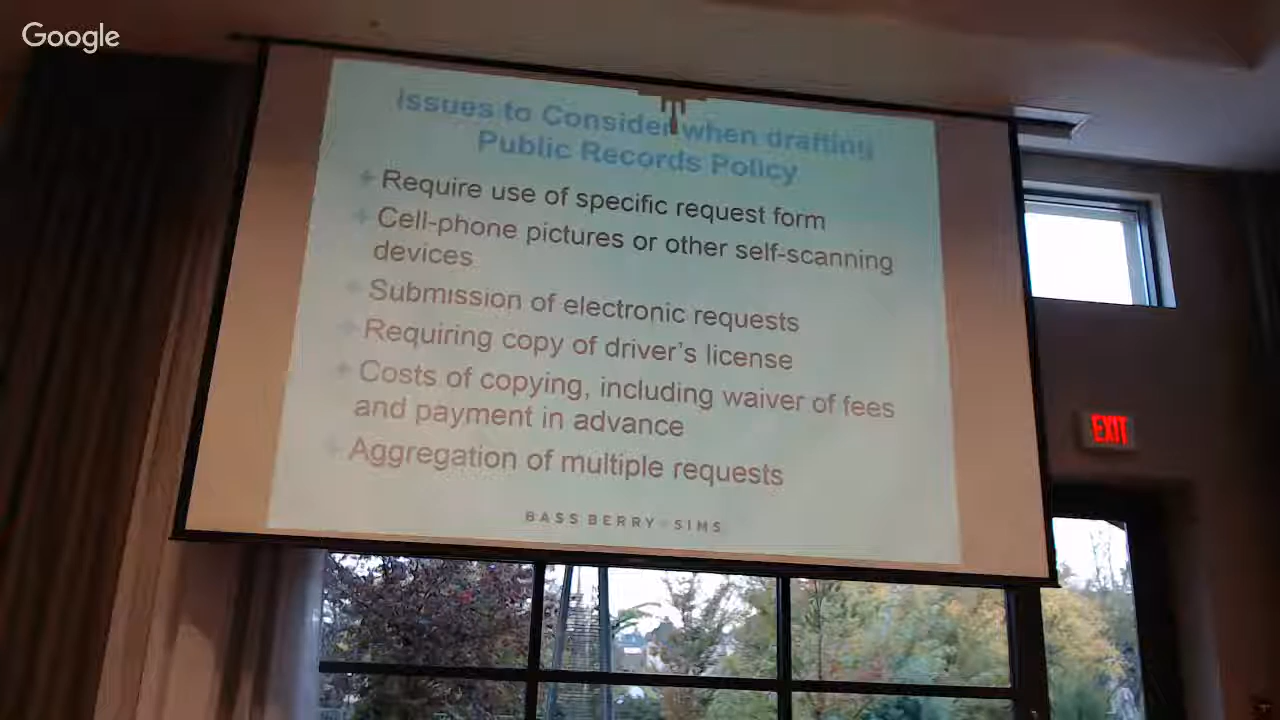 Google
Issues to Consider when drafting
Public Records Policy
Require use of specific request form
Cell-phone pictures or other self-scanning
devices
Submission of electronic requests
Requiring copy of driver's license
Costs of copying, including waiver of fees
and payment in advance
Aggregation of multiple requests
BASS BERRY + SIMS
EXIT